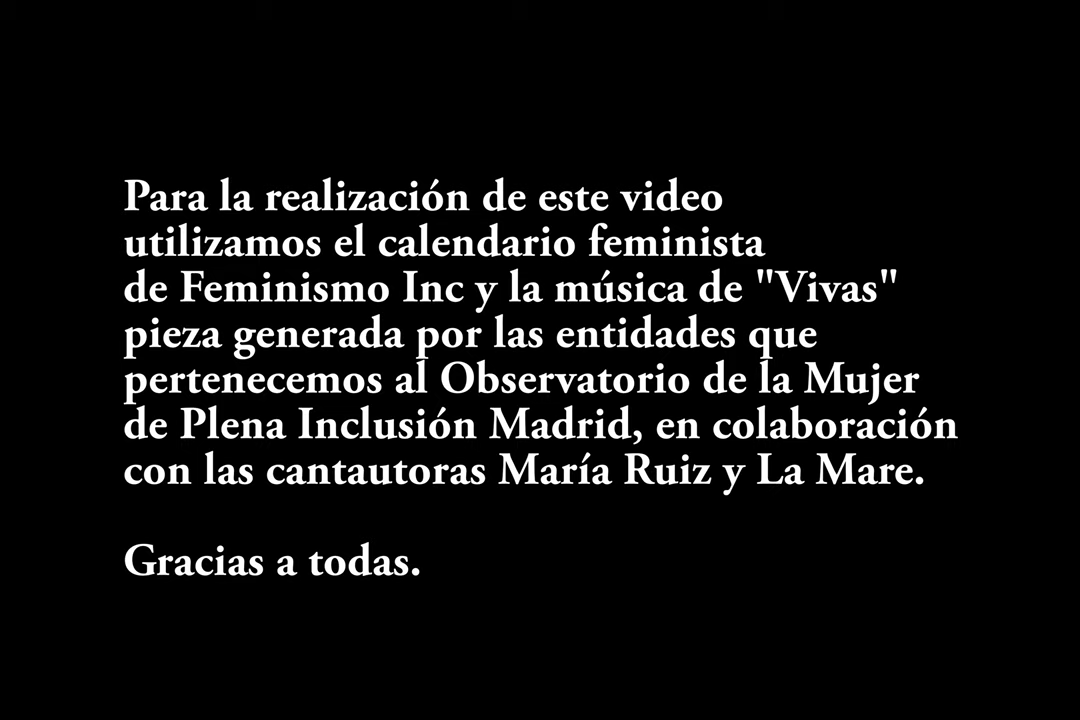 Para la realización de este video
utilizamos el calendario feminista
de Feminismo Inc y la música de "Vivas"
pieza generada por las entidades que
pertenecemos al Observatorio de la Mujer
de Plena Inclusión Madrid, en colaboración
con las cantautoras María Ruiz y La Mare.
Gracias a todas.